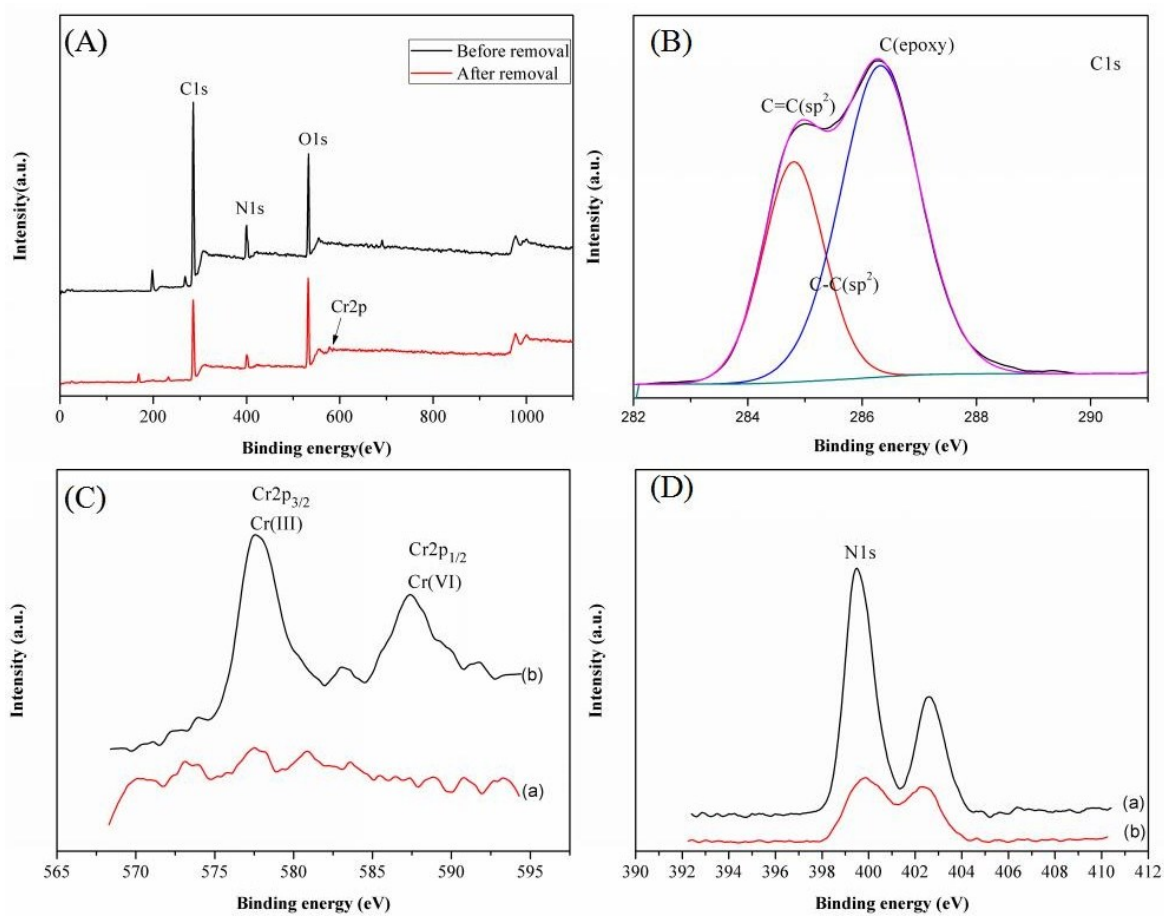 (A)
Before removal
After removal
C1s
O1s
N1s
Cr2p
Intensity(a.u.)
0 200 400 600 800 1000
Binding energy(eV)
(B)
C(epoxy)
C1s
C=C(sp²)
C-C(sp²)
Intensity (a.u.)
282 284 286 288 290
Binding energy (eV)
(C)
Cr2p3/2
Cr(III)
Cr2p1/2
Cr(VI)
(b)
(a)
Intensity (a.u.)
565 570 575 580 585 590 595
Binding energy (eV)
(D)
N1s
(a)
(b)
Intensity (a.u.)
390 392 394 396 398 400 402 404 406 408 410 412
Binding energy (eV)